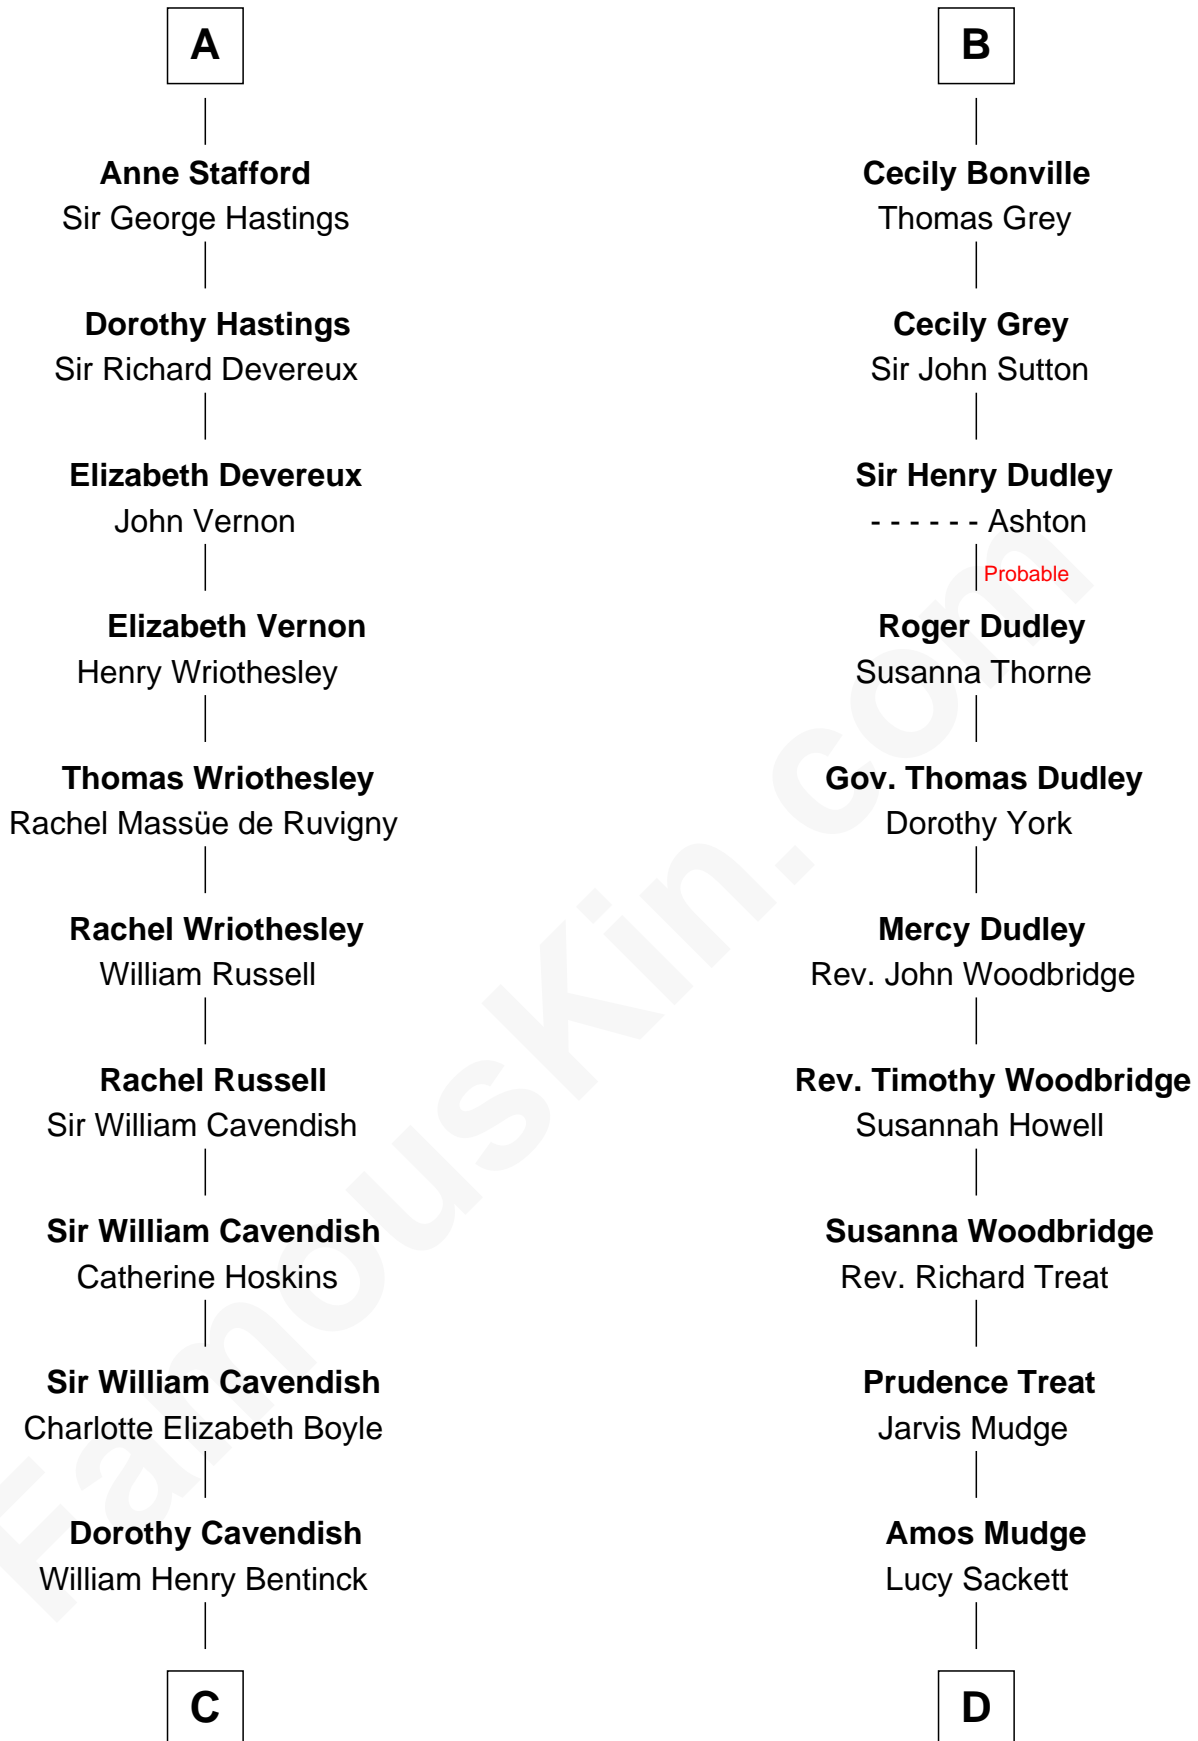 A
Anne Stafford
Sir George Hastings
Dorothy Hastings
Sir Richard Devereux
Elizabeth Devereux
John Vernon
Elizabeth Vernon
Henry Wriothesley
Thomas Wriothesley
Rachel Massüe de Ruvigny
Rachel Wriothesley
William Russell
Rachel Russell
Sir William Cavendish
Sir William Cavendish
Catherine Hoskins
Sir William Cavendish
Charlotte Elizabeth Boyle
Dorothy Cavendish
William Henry Bentinck
C
B
Cecily Bonville
Thomas Grey
Cecily Grey
Sir John Sutton
Sir Henry Dudley
- - - - - - Ashton
Probable
Roger Dudley
Susanna Thorne
Gov. Thomas Dudley
Dorothy York
Mercy Dudley
Rev. John Woodbridge
Rev. Timothy Woodbridge
Susannah Howell
Susanna Woodbridge
Rev. Richard Treat
Prudence Treat
Jarvis Mudge
Amos Mudge
Lucy Sackett
D
FamousKin.com